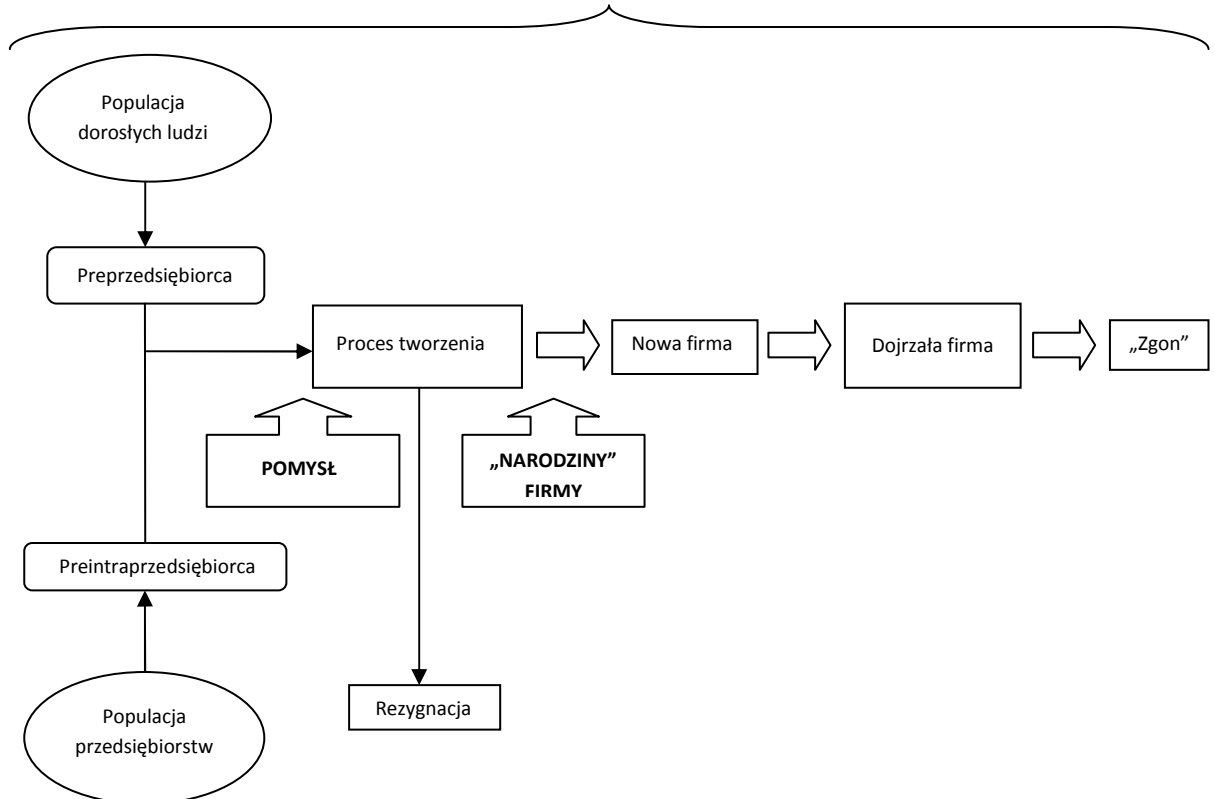 Populacja
dorosłych ludzi
Preprzedsiębiorca
Proces tworzenia
Nowa firma
Dojrzała firma
„Zgon”
POMYSŁ
„NARODZINY”
FIRMY
Preintraprzedsiębiorca
Rezygnacja
Populacja
przedsiębiorstw